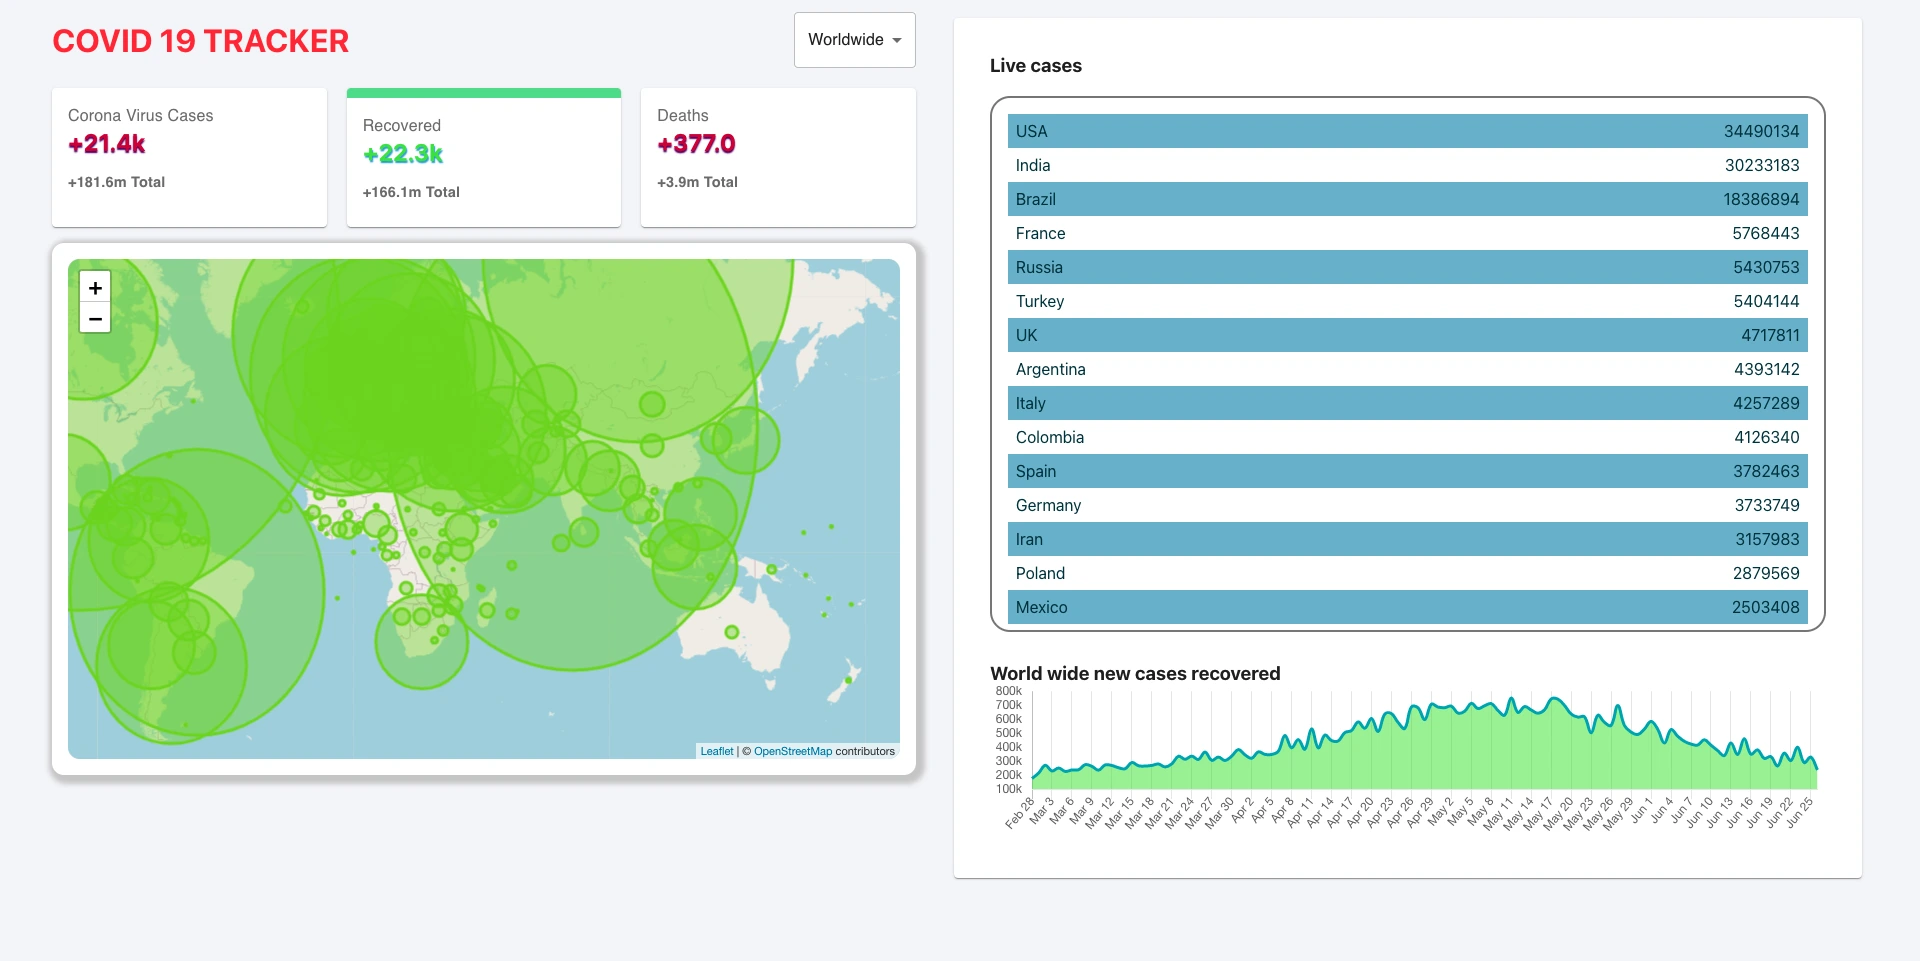 COVID 19 TRACKER
Worldwide
Corona Virus Cases
+21.4k
+181.6m Total
Recovered
+22.3k
+166.1m Total
Deaths
+377.0
+3.9m Total
+
−
Leaflet | © OpenStreetMap contributors
Live cases
USA 34490134
India 30233183
Brazil 18386894
France 5768443
Russia 5430753
Turkey 5404144
UK 4717811
Argentina 4393142
Italy 4257289
Colombia 4126340
Spain 3782463
Germany 3733749
Iran 3157983
Poland 2879569
Mexico 2503408
World wide new cases recovered
800k
700k
600k
500k
400k
300k
200k
100k
Feb 28 Mar 3 Mar 6 Mar 9 Mar 12 Mar 15 Mar 18 Mar 21 Mar 24 Mar 27 Mar 30 Apr 2 Apr 5 Apr 8 Apr 11 Apr 14 Apr 17 Apr 20 Apr 23 Apr 26 Apr 29 May 2 May 5 May 8 May 11 May 14 May 17 May 20 May 23 May 26 May 29 Jun 1 Jun 4 Jun 7 Jun 10 Jun 13 Jun 16 Jun 19 Jun 22 Jun 25